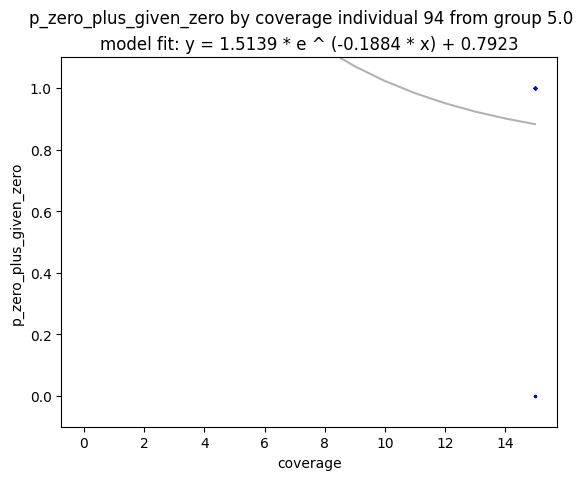 p_zero_plus_given_zero by coverage individual 94 from group 5.0
model fit: y = 1.5139 * e ^ (-0.1884 * x) + 0.7923
1.0
0.8
0.6
0.4
0.2
0.0
p_zero_plus_given_zero
0 2 4 6 8 10 12 14
coverage